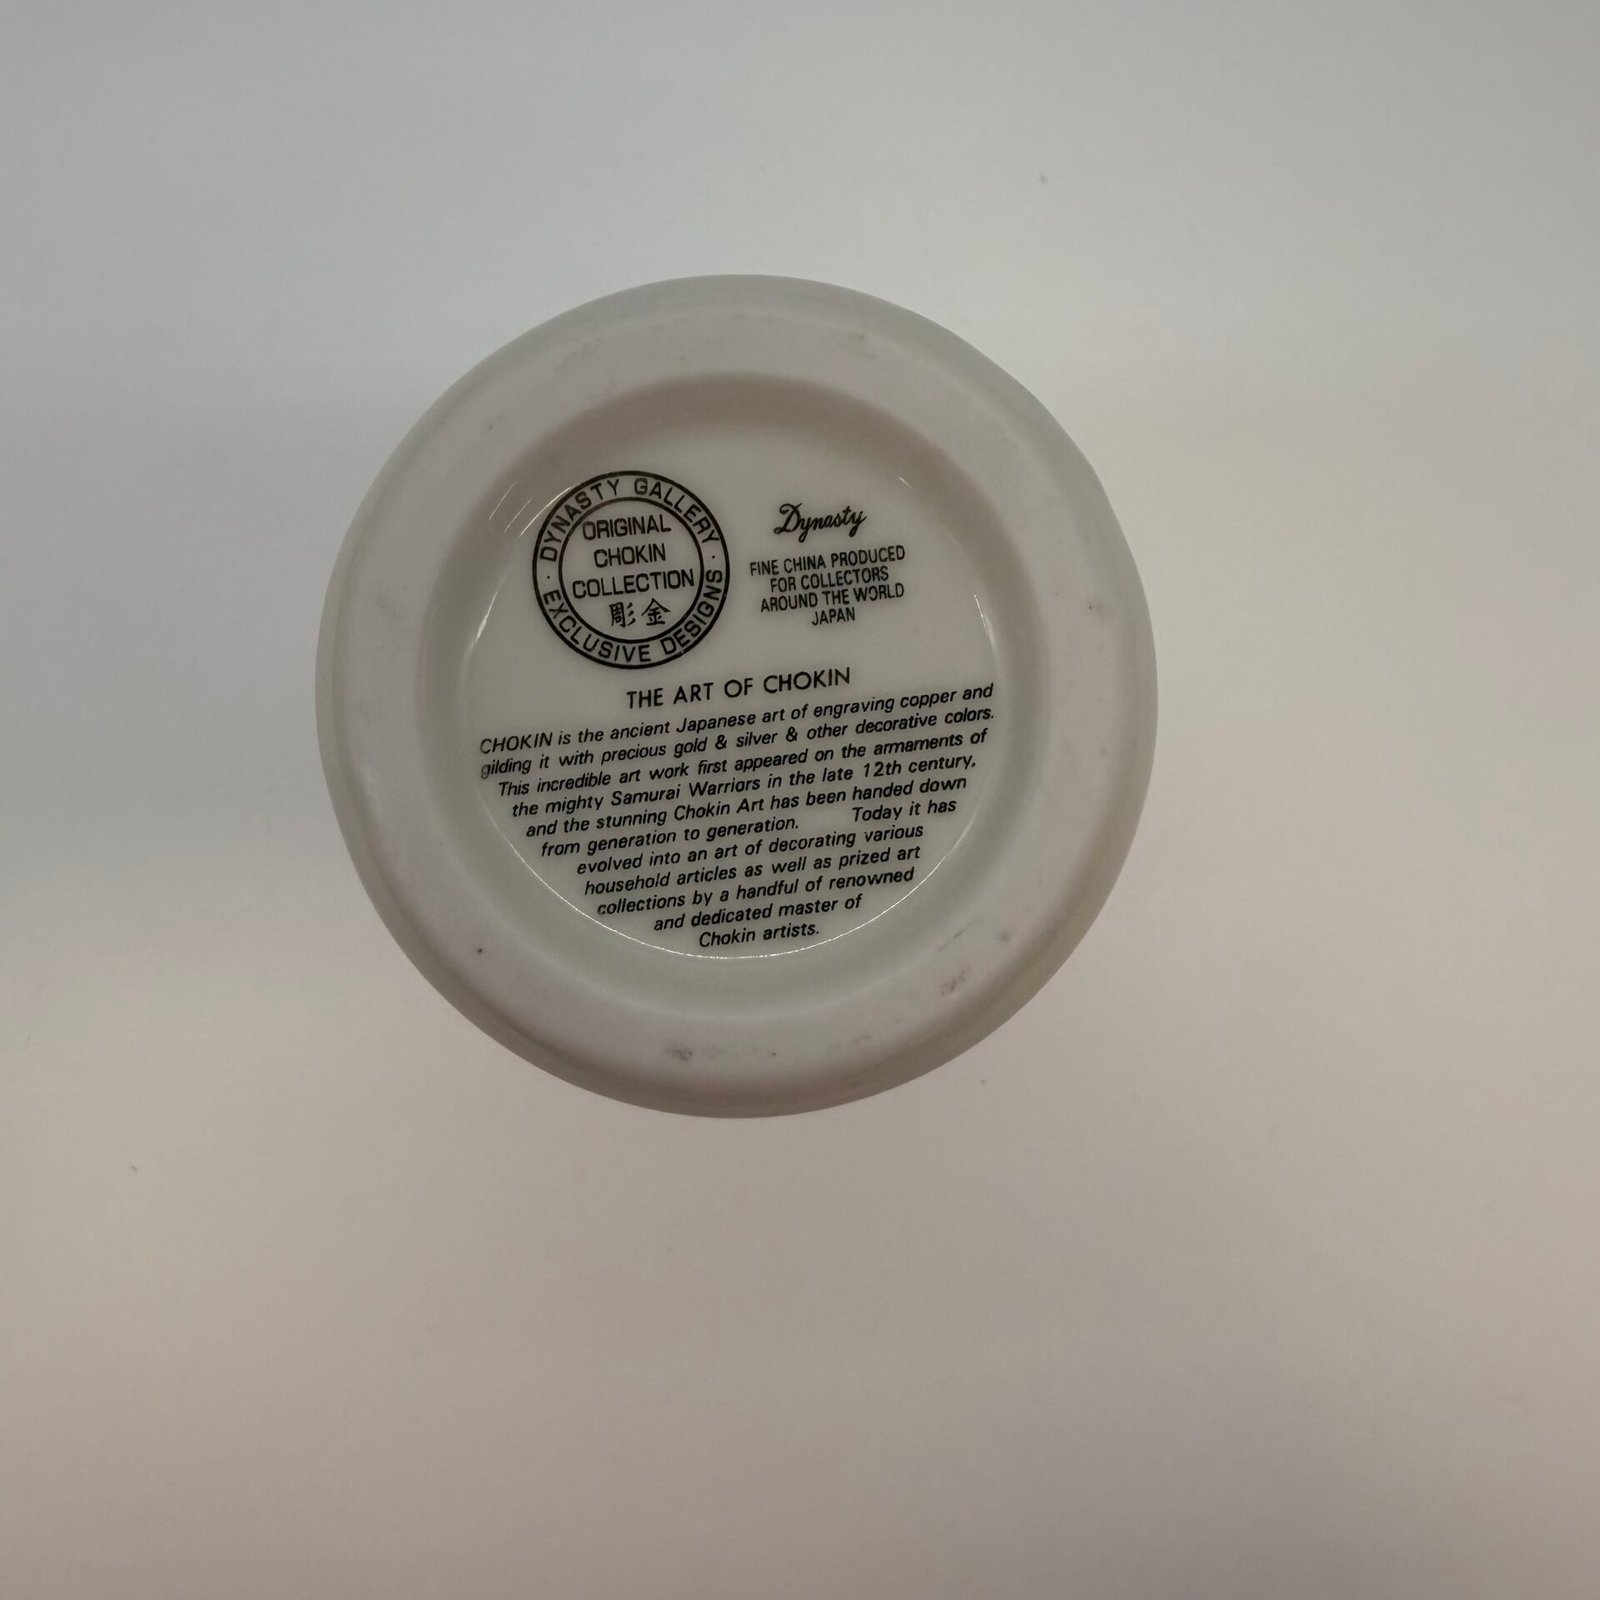 DYNASTY GALLERY
ORIGINAL
CHOKIN
COLLECTION
彫金
EXCLUSIVE DESIGNS
Dynasty
FINE CHINA PRODUCED
FOR COLLECTORS
AROUND THE WORLD
JAPAN
THE ART OF CHOKIN
CHOKIN is the ancient Japanese art of engraving copper and
gilding it with precious gold & silver & other decorative colors.
This incredible art work first appeared on the armaments of
the mighty Samurai Warriors in the late 12th century,
and the stunning Chokin Art has been handed down
from generation to generation. Today it has
evolved into an art of decorating various
household articles as well as prized art
collections by a handful of renowned
and dedicated master of
Chokin artists.